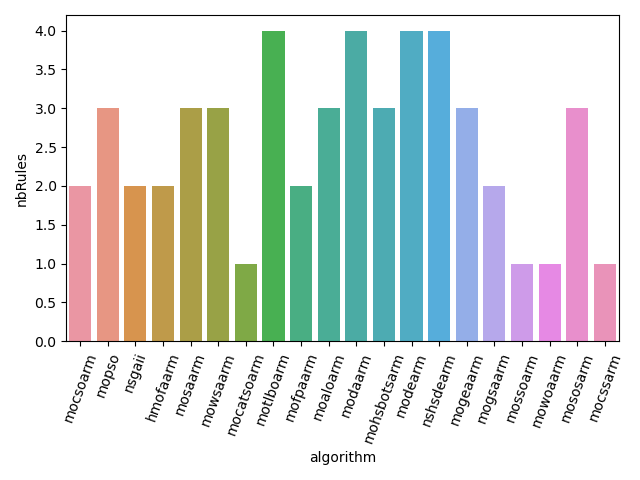 4.0
3.5
3.0
2.5
2.0
1.5
1.0
0.5
0.0
nbRules
mocsoarm
mopso
nsgaii
hmofaarm
mosaarm
mowsaarm
mocatsoarm
motlboarm
mofpaarm
moaloarm
modaarm
mohsbotsarm
modearm
nshsdearm
mogeaarm
mogsaarm
mossoarm
mowoaarm
mososarm
mocssarm
algorithm